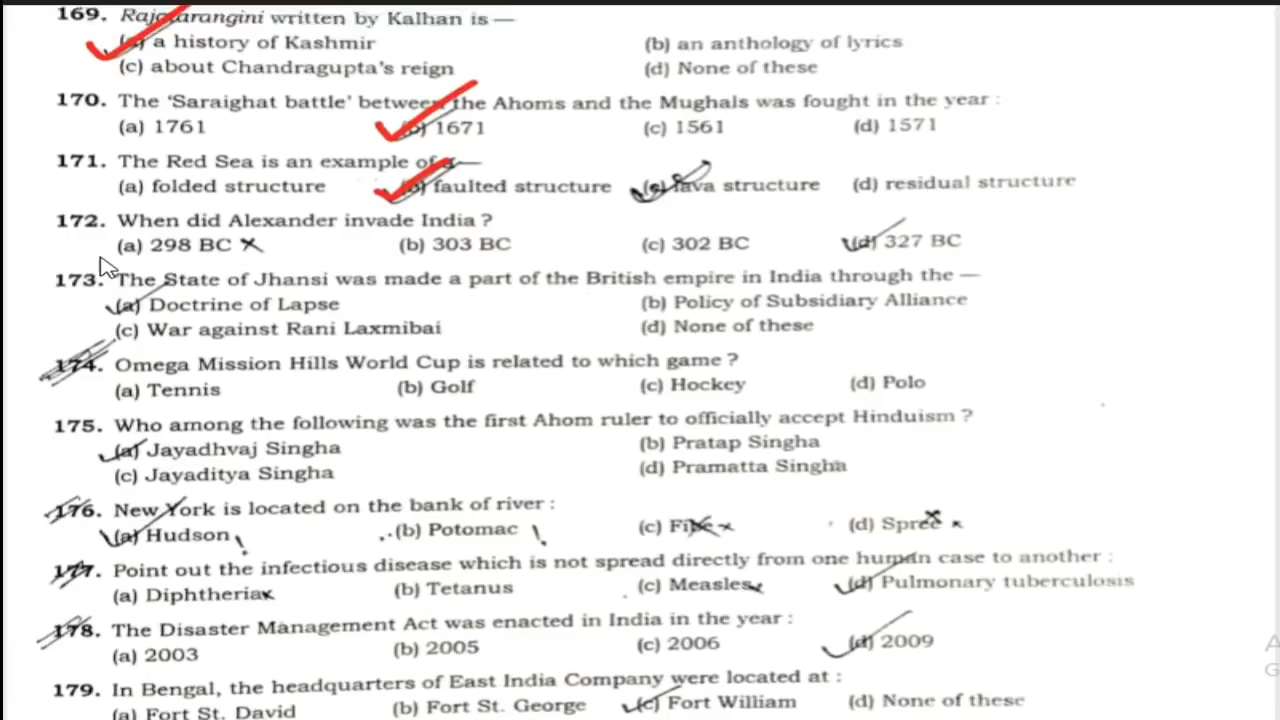 169. Rajatarangini written by Kalhan is —
(a) a history of Kashmir (b) an anthology of lyrics
(c) about Chandragupta's reign (d) None of these
170. The 'Saraighat battle' between the Ahoms and the Mughals was fought in the year :
(a) 1761 (b) 1671 (c) 1561 (d) 1571
171. The Red Sea is an example of a —
(a) folded structure (b) faulted structure (c) lava structure (d) residual structure
172. When did Alexander invade India ?
(a) 298 BC (b) 303 BC (c) 302 BC (d) 327 BC
173. The State of Jhansi was made a part of the British empire in India through the —
(a) Doctrine of Lapse (b) Policy of Subsidiary Alliance
(c) War against Rani Laxmibai (d) None of these
174. Omega Mission Hills World Cup is related to which game ?
(a) Tennis (b) Golf (c) Hockey (d) Polo
175. Who among the following was the first Ahom ruler to officially accept Hinduism ?
(a) Jayadhvaj Singha (b) Pratap Singha
(c) Jayaditya Singha (d) Pramatta Singha
176. New York is located on the bank of river :
(a) Hudson (b) Potomac (c) (d) Spree
177. Point out the infectious disease which is not spread directly from one human case to another :
(a) Diphtheria (b) Tetanus (c) Measles (d) Pulmonary tuberculosis
178. The Disaster Management Act was enacted in India in the year :
(a) 2003 (b) 2005 (c) 2006 (d) 2009
179. In Bengal, the headquarters of East India Company were located at :
(a) Fort St. David (b) Fort St. George (c) Fort William (d) None of these